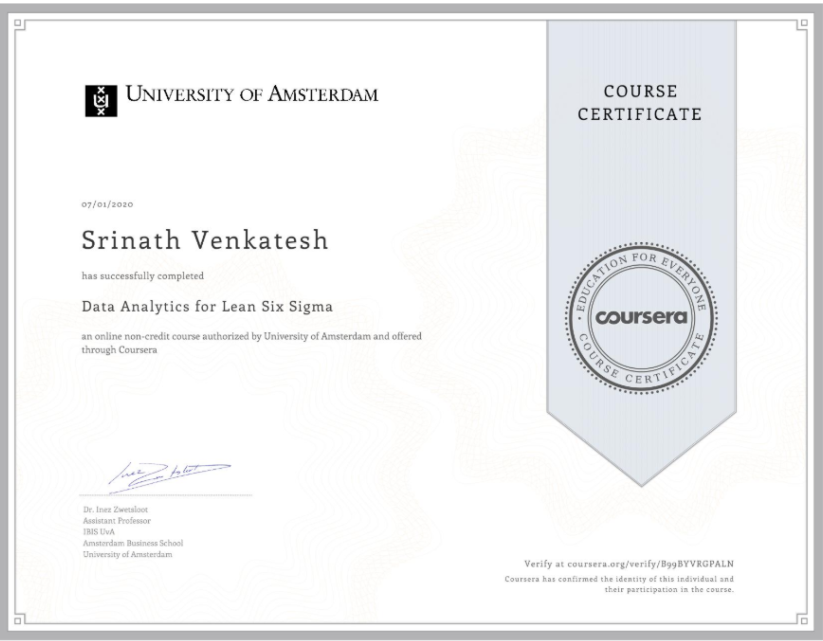 UNIVERSITY OF AMSTERDAM
COURSE
CERTIFICATE
07/01/2020
Srinath Venkatesh
has successfully completed
Data Analytics for Lean Six Sigma
an online non-credit course authorized by University of Amsterdam and offered
through Coursera
EDUCATION FOR EVERYONE
coursera
COURSE CERTIFICATE
Dr. Inez Zwetsloot
Assistant Professor
IBIS UvA
Amsterdam Business School
University of Amsterdam
Verify at coursera.org/verify/B99BYVRGPALN
Coursera has confirmed the identity of this individual and
their participation in the course.